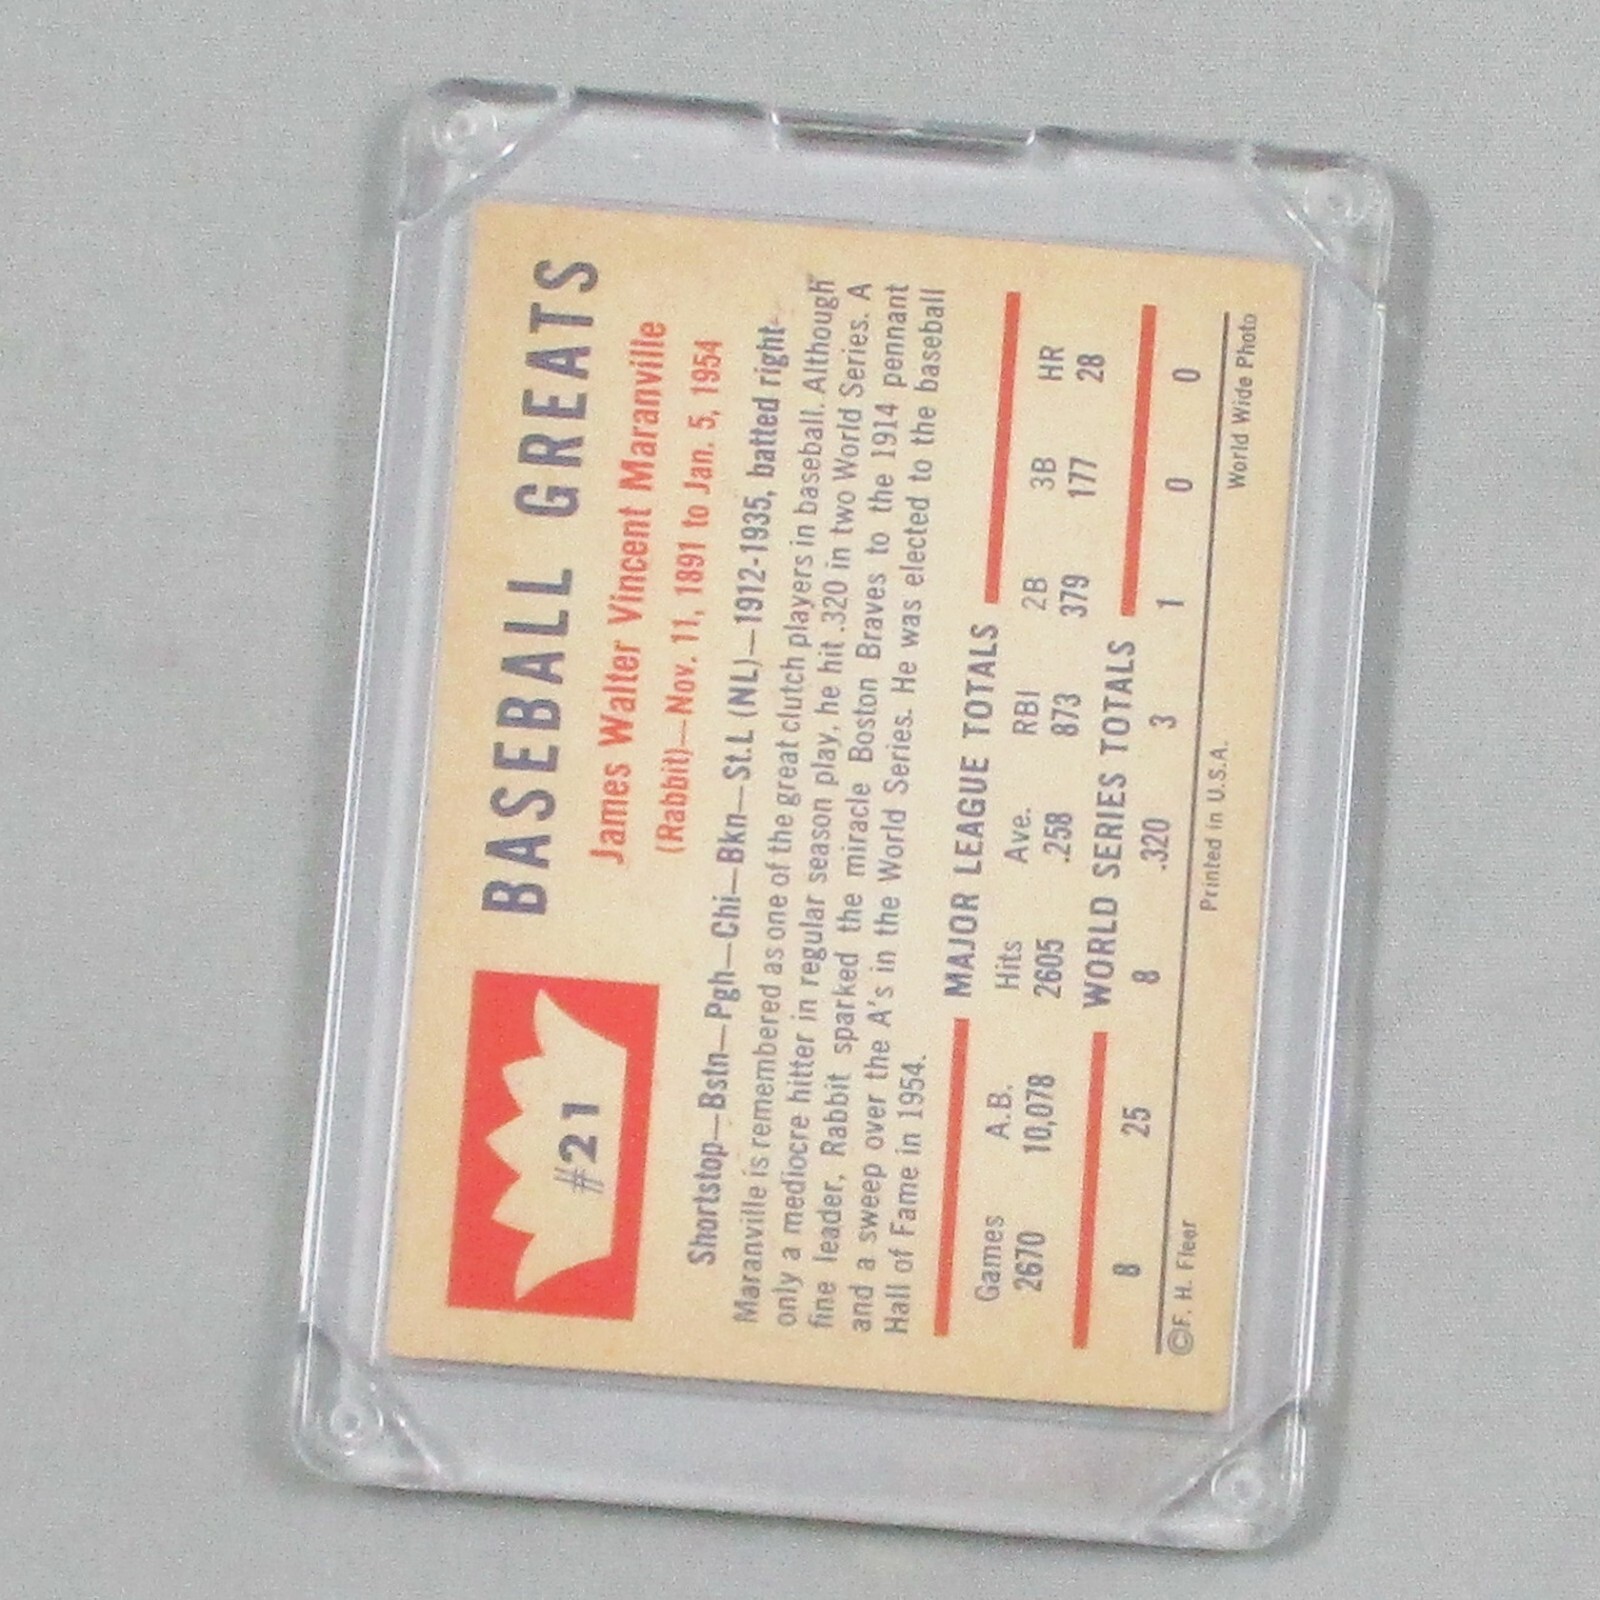 #21
BASEBALL GREATS
James Walter Vincent Maranville
(Rabbit)—Nov. 11, 1891 to Jan. 5, 1954
Shortstop—Bstn—Pgh—Chi—Bkn—St.L (NL)—1912-1935, batted right-
Maranville is remembered as one of the great clutch players in baseball. Although
only a mediocre hitter in regular season play, he hit .320 in two World Series. A
fine leader, Rabbit sparked the miracle Boston Braves to the 1914 pennant
and a sweep over the A's in the World Series. He was elected to the baseball
Hall of Fame in 1954.
MAJOR LEAGUE TOTALS
Games A.B. Hits Ave. RBI 2B 3B HR
2670 10,078 2605 .258 873 379 177 28
WORLD SERIES TOTALS
8 25 8 .320 3 1 0 0
©F. H. Fleer Printed in U.S.A. World Wide Photo